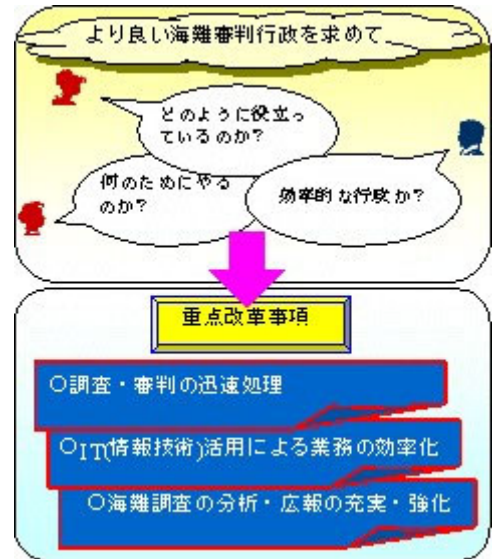 より良い海難審判行政を求めて
どのように役立っ
ているのか?
何のためにやる
のか?
効率的な行政か?
重点改革事項
○調査・審判の迅速処理
○IT(情報技術)活用による業務の効率化
○海難調査の分析・広報の充実・強化